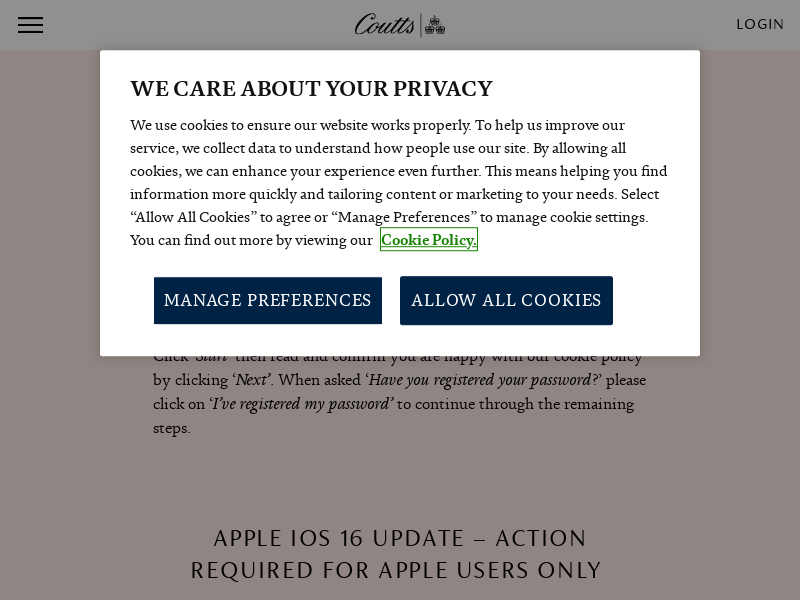 Coutts
LOGIN
WE CARE ABOUT YOUR PRIVACY
We use cookies to ensure our website works properly. To help us improve our
service, we collect data to understand how people use our site. By allowing all
cookies, we can enhance your experience even further. This means helping you find
information more quickly and tailoring content or marketing to your needs. Select
“Allow All Cookies” to agree or “Manage Preferences” to manage cookie settings.
You can find out more by viewing our Cookie Policy.
MANAGE PREFERENCES
ALLOW ALL COOKIES
Click ‘Start’ then read and confirm you are happy with our cookie policy
by clicking ‘Next’. When asked ‘Have you registered your password?’ please
click on ‘I’ve registered my password’ to continue through the remaining
steps.
APPLE IOS 16 UPDATE – ACTION
REQUIRED FOR APPLE USERS ONLY